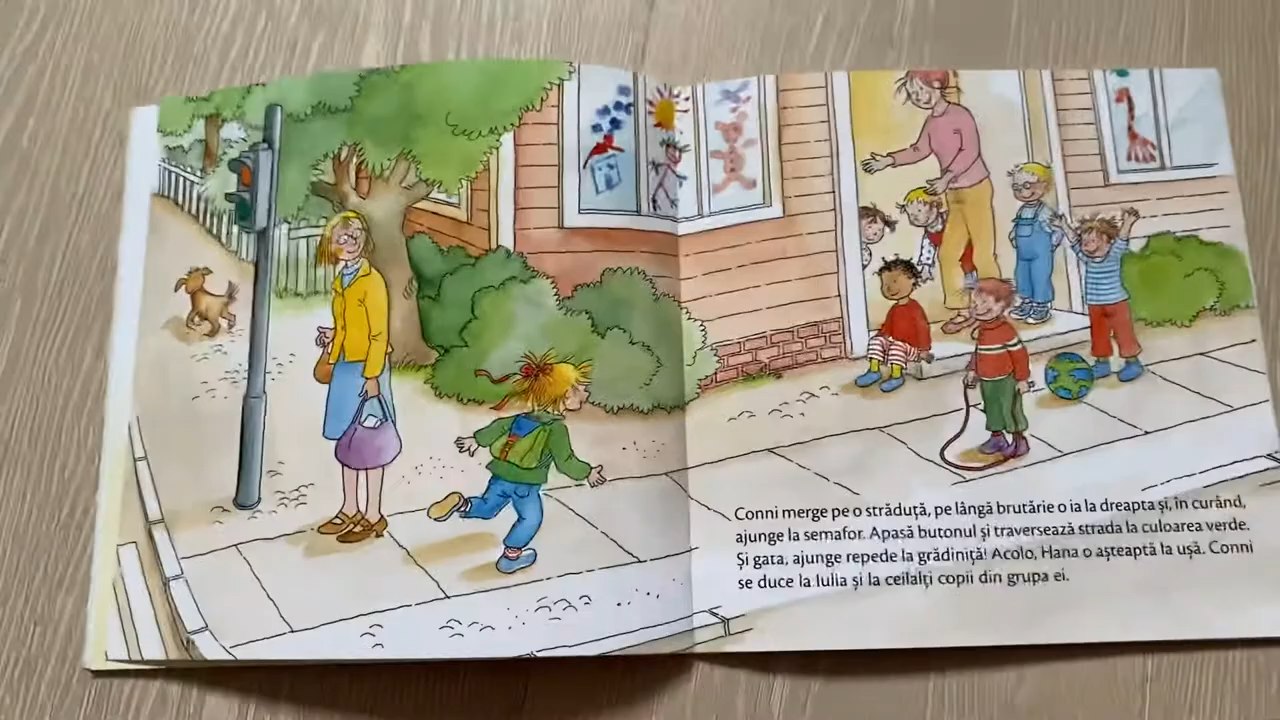 Conni merge pe o străduță, pe lângă brutărie o ia la dreapta și, în curând,
ajunge la semafor. Apasă butonul și traversează strada la culoarea verde.
Și gata, ajunge repede la grădiniță! Acolo, Hana o așteaptă la ușă. Conni
se duce la Iulia și la ceilalți copii din grupa ei.